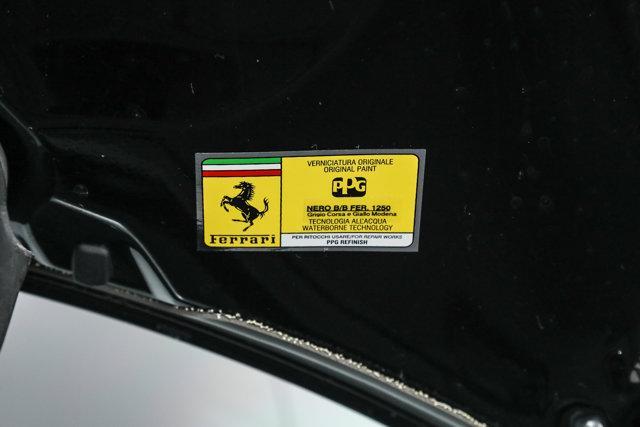 Ferrari
VERNICIATURA ORIGINALE
ORIGINAL PAINT
PPG
NERO B/B FER. 1250
Grigio Corsa e Giallo Modena
TECNOLOGIA ALL'ACQUA
WATERBORNE TECHNOLOGY
PER RITOCCHI USARE/FOR REPAIR WORKS
PPG REFINISH